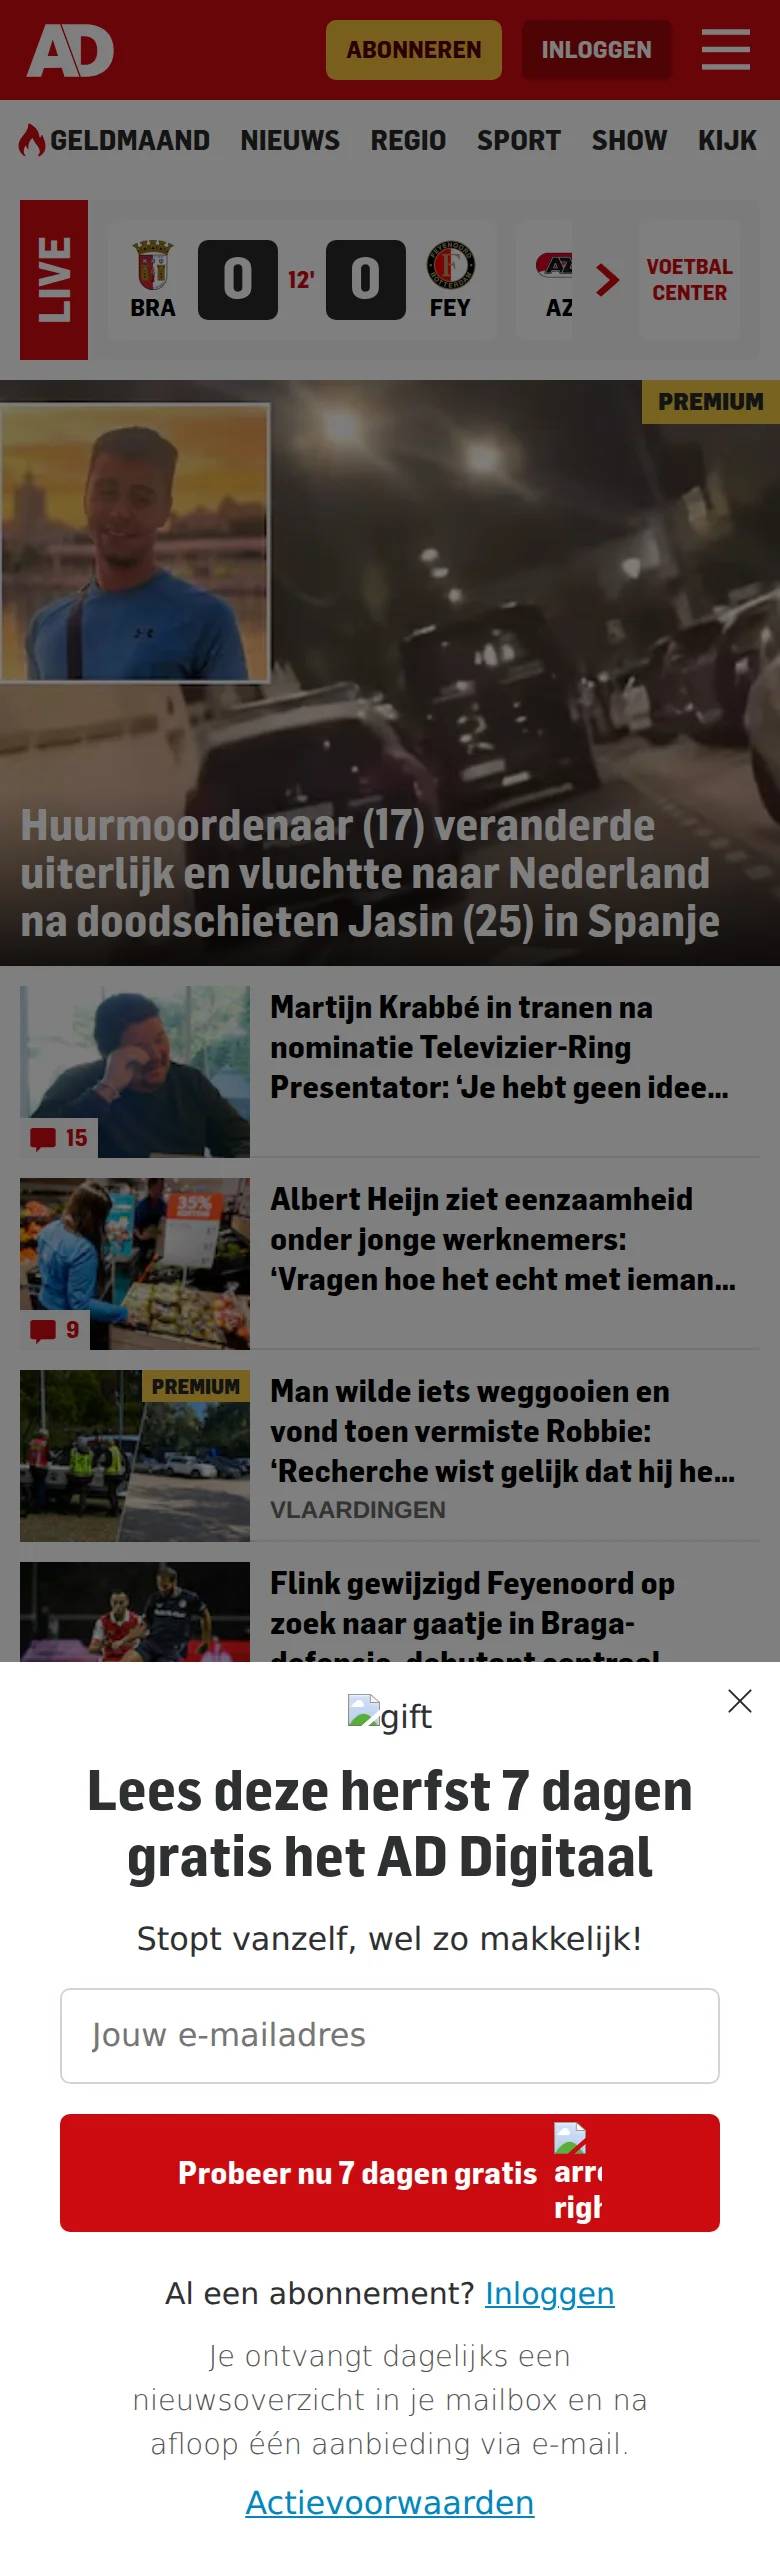 AD
ABONNEREN
INLOGGEN
GELDMAAND NIEUWS REGIO SPORT SHOW KIJK
LIVE
BRA
0
12'
0
FEY
AZ
AZ
VOETBAL
CENTER
PREMIUM
Huurmoordenaar (17) veranderde
uiterlijk en vluchtte naar Nederland
na doodschieten Jasin (25) in Spanje
Martijn Krabbé in tranen na
nominatie Televizier-Ring
Presentator: ‘Je hebt geen idee...
15
Albert Heijn ziet eenzaamheid
onder jonge werknemers:
‘Vragen hoe het echt met ieman...
35%
9
PREMIUM
Man wilde iets weggooien en
vond toen vermiste Robbie:
‘Recherche wist gelijk dat hij he...
VLAARDINGEN
Flink gewijzigd Feyenoord op
zoek naar gaatje in Braga-
defensie, debutant centraal
gift
Lees deze herfst 7 dagen
gratis het AD Digitaal
Stopt vanzelf, wel zo makkelijk!
Jouw e-mailadres
Probeer nu 7 dagen gratis
arr
righ
Al een abonnement? Inloggen
Je ontvangt dagelijks een
nieuwsoverzicht in je mailbox en na
afloop één aanbieding via e-mail.
Actievoorwaarden